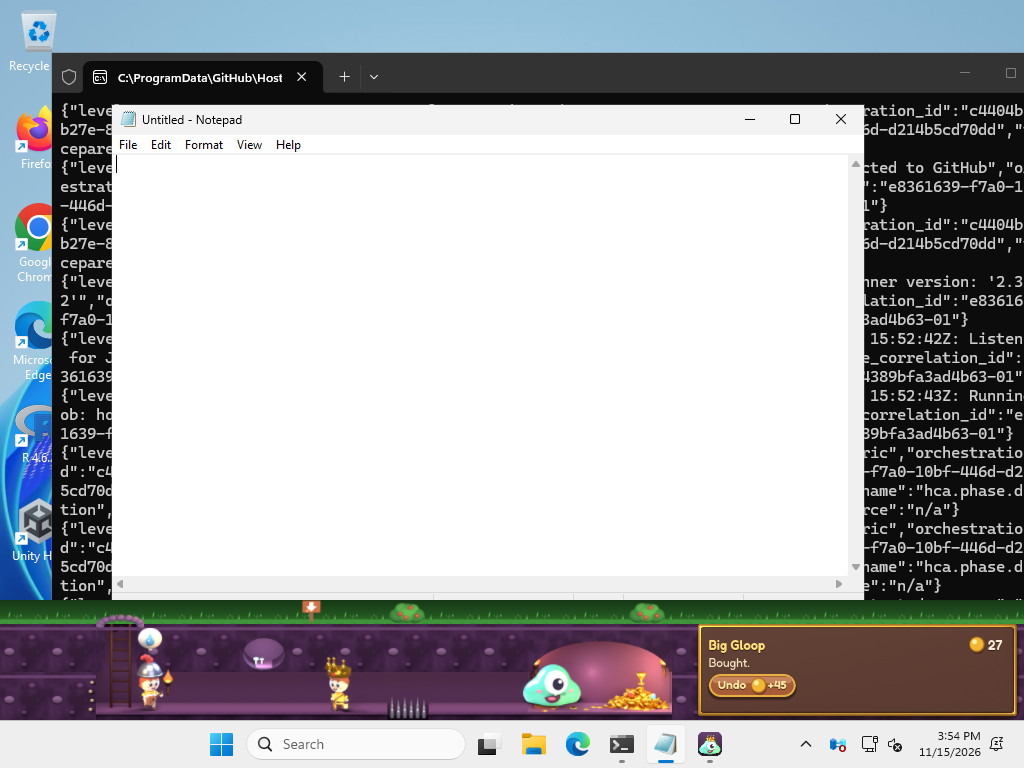 Recycle
C:\ProgramData\GitHub\Host
{"leve
ration_id":"c4404b
b27e-8
6d-d214b5cd70dd","
cepare
{"leve
cted to GitHub","o
estrat
":"e8361639-f7a0-1
-446d-
1"}
{"leve
ration_id":"c4404b
b27e-8
6d-d214b5cd70dd","
cepare
{"leve
nner version: '2.3
2'","o
lation_id":"e83616
f7a0-1
3ad4b63-01"}
{"leve
15:52:42Z: Listen
for J
e_correlation_id":
361639
4389bfa3ad4b63-01"
{"leve
15:52:43Z: Running
ob: ho
correlation_id":"e
1639-f
89bfa3ad4b63-01"}
{"leve
ric","orchestratio
d":"c4
-f7a0-10bf-446d-d2
5cd70d
name":"hca.phase.d
tion",
rce":"n/a"}
{"leve
ric","orchestratio
d":"c4
-f7a0-10bf-446d-d2
5cd70d
name":"hca.phase.d
tion",
ce":"n/a"}
Untitled - Notepad
File Edit Format View Help
Firefo
Googl
Chrom
Micros
Edge
R 4.6.
Unity H
Big Gloop
27
Bought.
Undo +45
Search
3:54 PM
11/15/2026